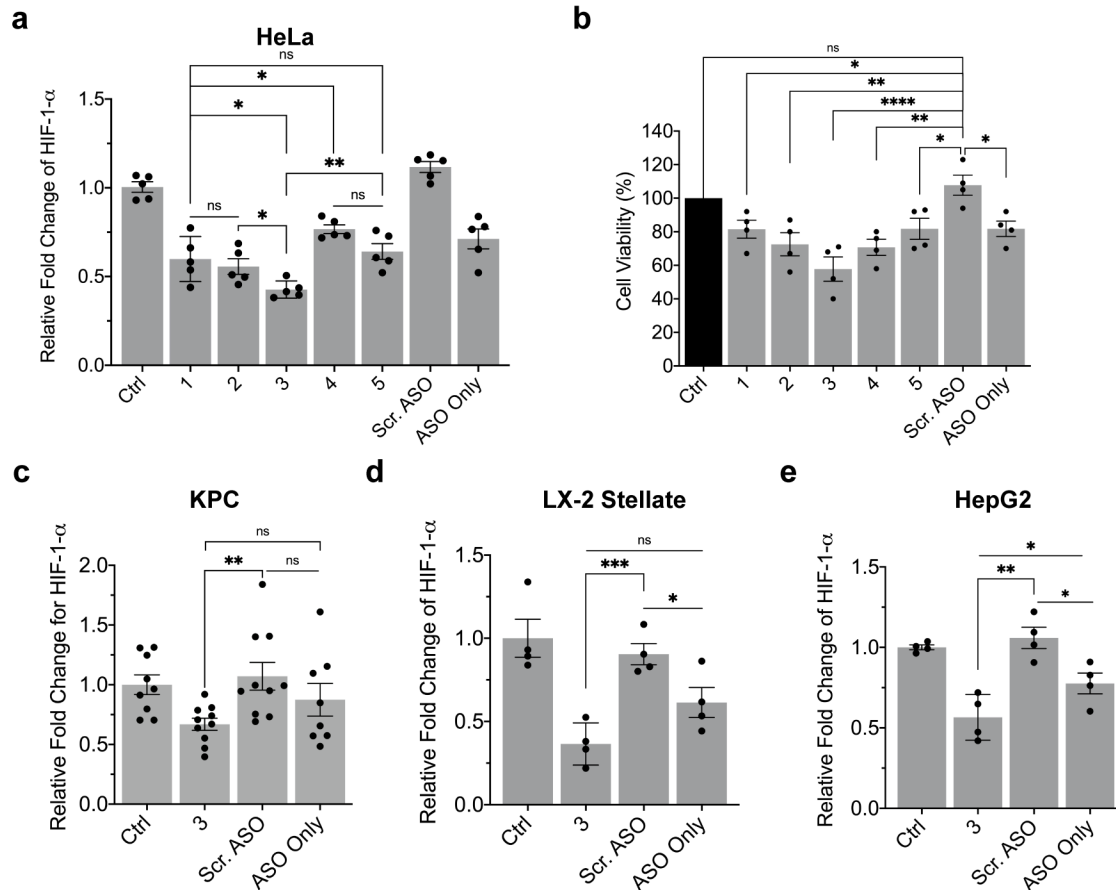 a
HeLa
ns
*
*
**
ns
ns
*
Relative Fold Change of HIF-1-α
1.5
1.0
0.5
0.0
Ctrl
1
2
3
4
5
Scr. ASO
ASO Only
b
ns
*
**
****
**
*
*
Cell Viability (%)
140
120
100
80
60
40
20
0
Ctrl
1
2
3
4
5
Scr. ASO
ASO Only
c
KPC
ns
**
ns
Relative Fold Change for HIF-1-α
2.0
1.5
1.0
0.5
0.0
Ctrl
3
Scr. ASO
ASO Only
d
LX-2 Stellate
ns
***
*
Relative Fold Change of HIF-1-α
1.5
1.0
0.5
0.0
Ctrl
3
Scr. ASO
ASO Only
e
HepG2
*
**
*
Relative Fold Change of HIF-1-α
1.5
1.0
0.5
0.0
Ctrl
3
Scr. ASO
ASO Only